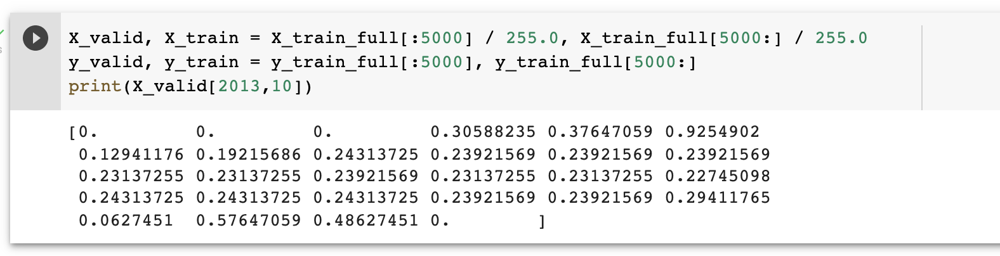 X_valid, X_train = X_train_full[:5000] / 255.0, X_train_full[5000:] / 255.0
y_valid, y_train = y_train_full[:5000], y_train_full[5000:]
print(X_valid[2013,10])
[0.         0.         0.         0.30588235 0.37647059 0.9254902
 0.12941176 0.19215686 0.24313725 0.23921569 0.23921569 0.23921569
 0.23137255 0.23137255 0.23921569 0.23137255 0.23137255 0.22745098
 0.24313725 0.24313725 0.24313725 0.23921569 0.23921569 0.29411765
 0.0627451  0.57647059 0.48627451 0.        ]